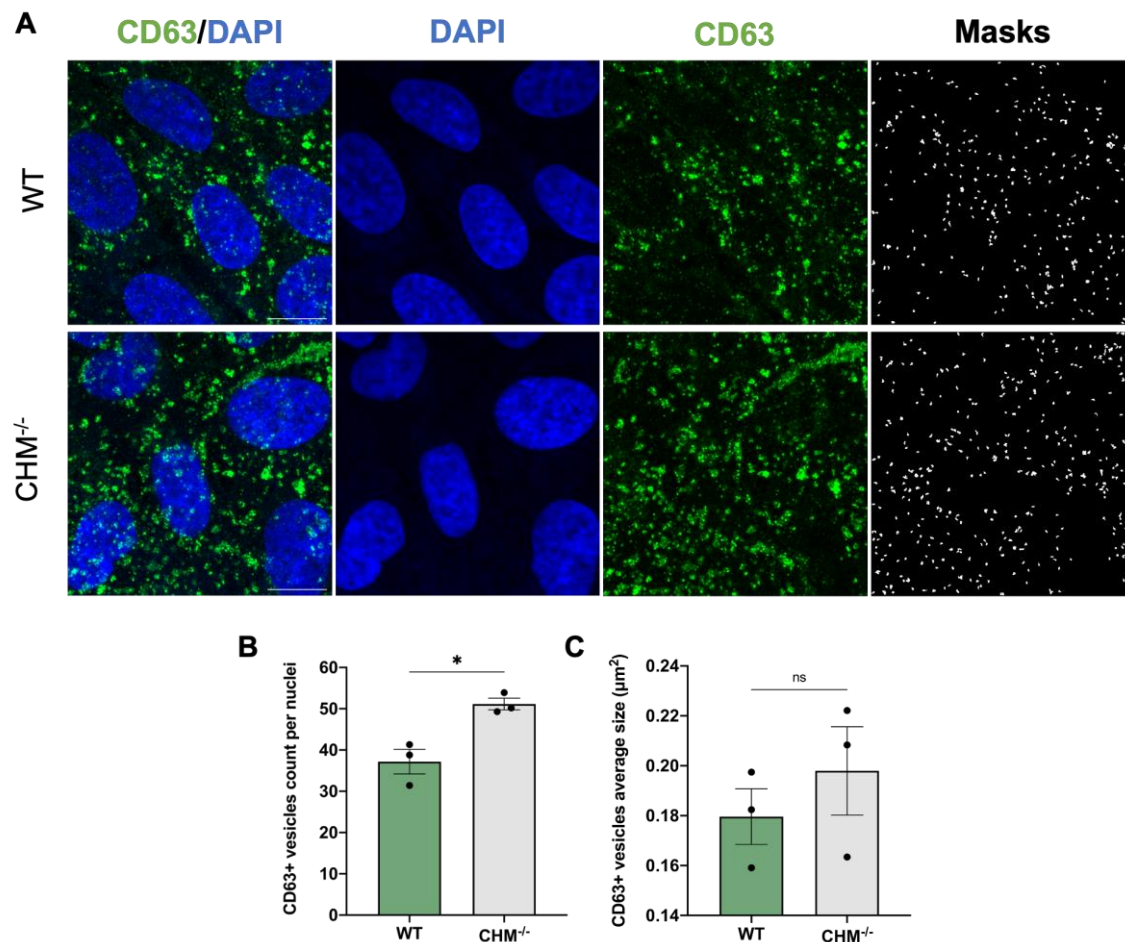 A
CD63/DAPI
DAPI
CD63
Masks
WT
CHM-/-
B
CD63+ vesicles count per nuclei
60
50
40
30
20
10
0
*
WT
CHM-/-
C
CD63+ vesicles average size (µm²)
0.24
0.22
0.20
0.18
0.16
0.14
ns
WT
CHM-/-